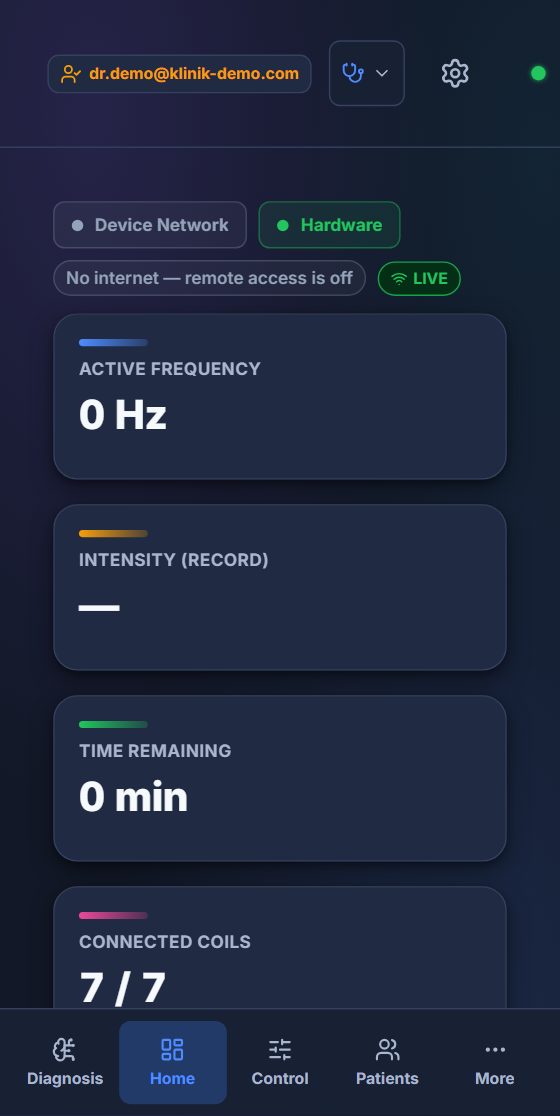 dr.demo@klinik-demo.com
Device Network
Hardware
No internet — remote access is off
LIVE
ACTIVE FREQUENCY
0 Hz
INTENSITY (RECORD)
—
TIME REMAINING
0 min
CONNECTED COILS
7 / 7
Diagnosis
Home
Control
Patients
More